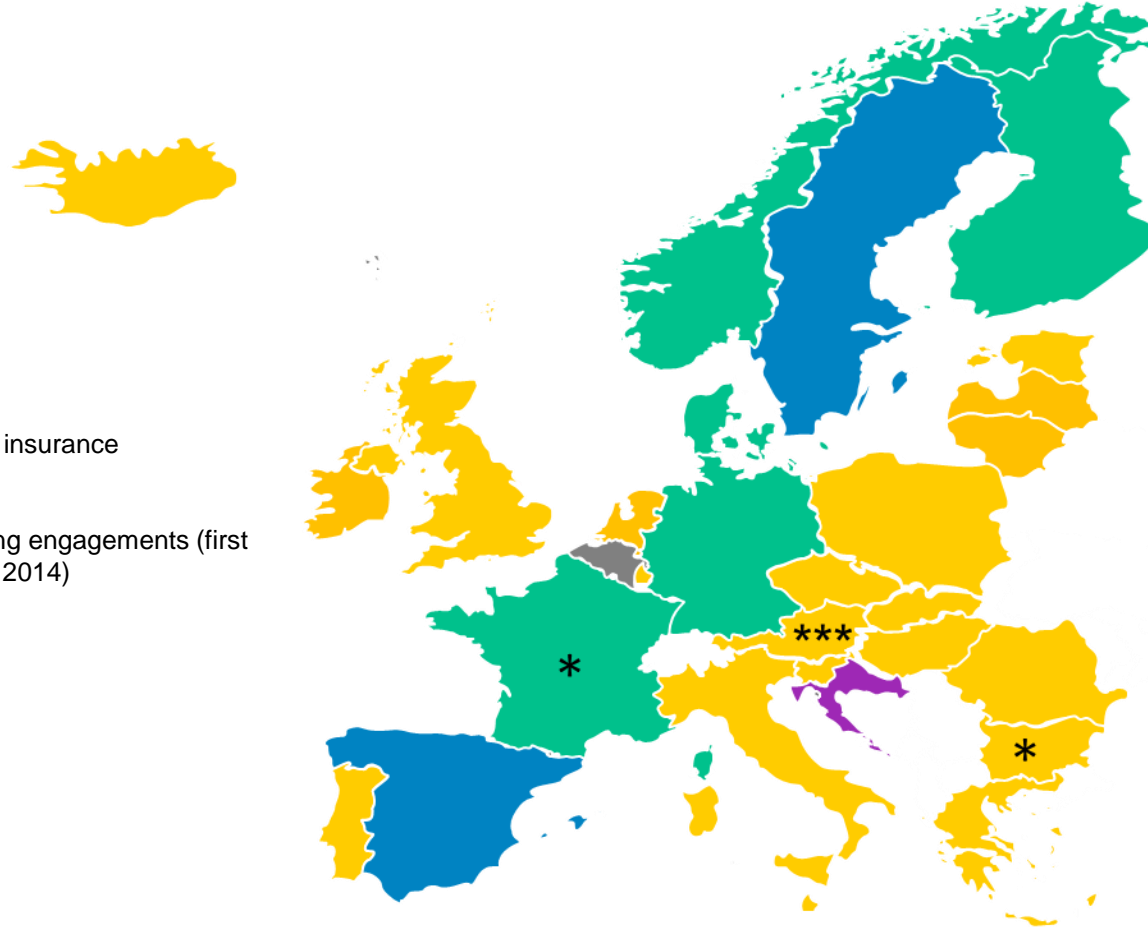 insurance
ng engagements (first
2014)
***
*
*